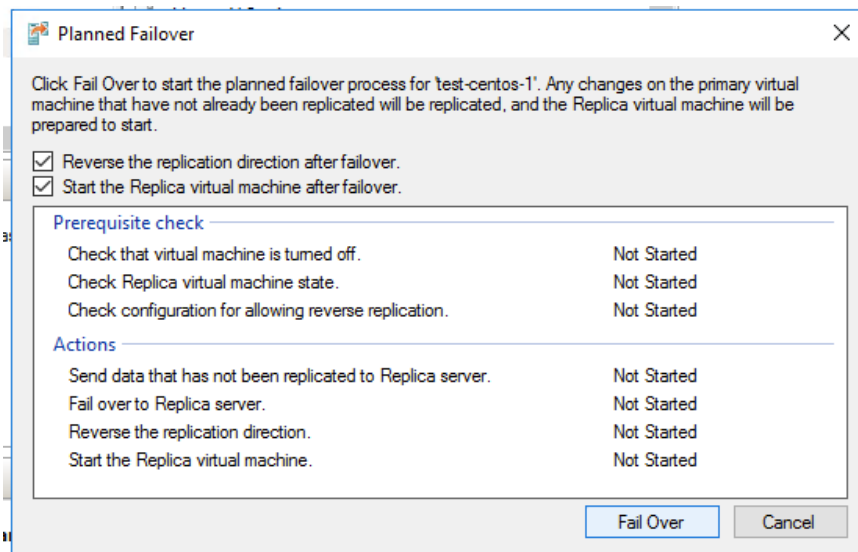 Planned Failover
Click Fail Over to start the planned failover process for 'test-centos-1'. Any changes on the primary virtual
machine that have not already been replicated will be replicated, and the Replica virtual machine will be
prepared to start.
Reverse the replication direction after failover.
Start the Replica virtual machine after failover.
Prerequisite check
Check that virtual machine is turned off. Not Started
Check Replica virtual machine state. Not Started
Check configuration for allowing reverse replication. Not Started
Actions
Send data that has not been replicated to Replica server. Not Started
Fail over to Replica server. Not Started
Reverse the replication direction. Not Started
Start the Replica virtual machine. Not Started
Fail Over Cancel